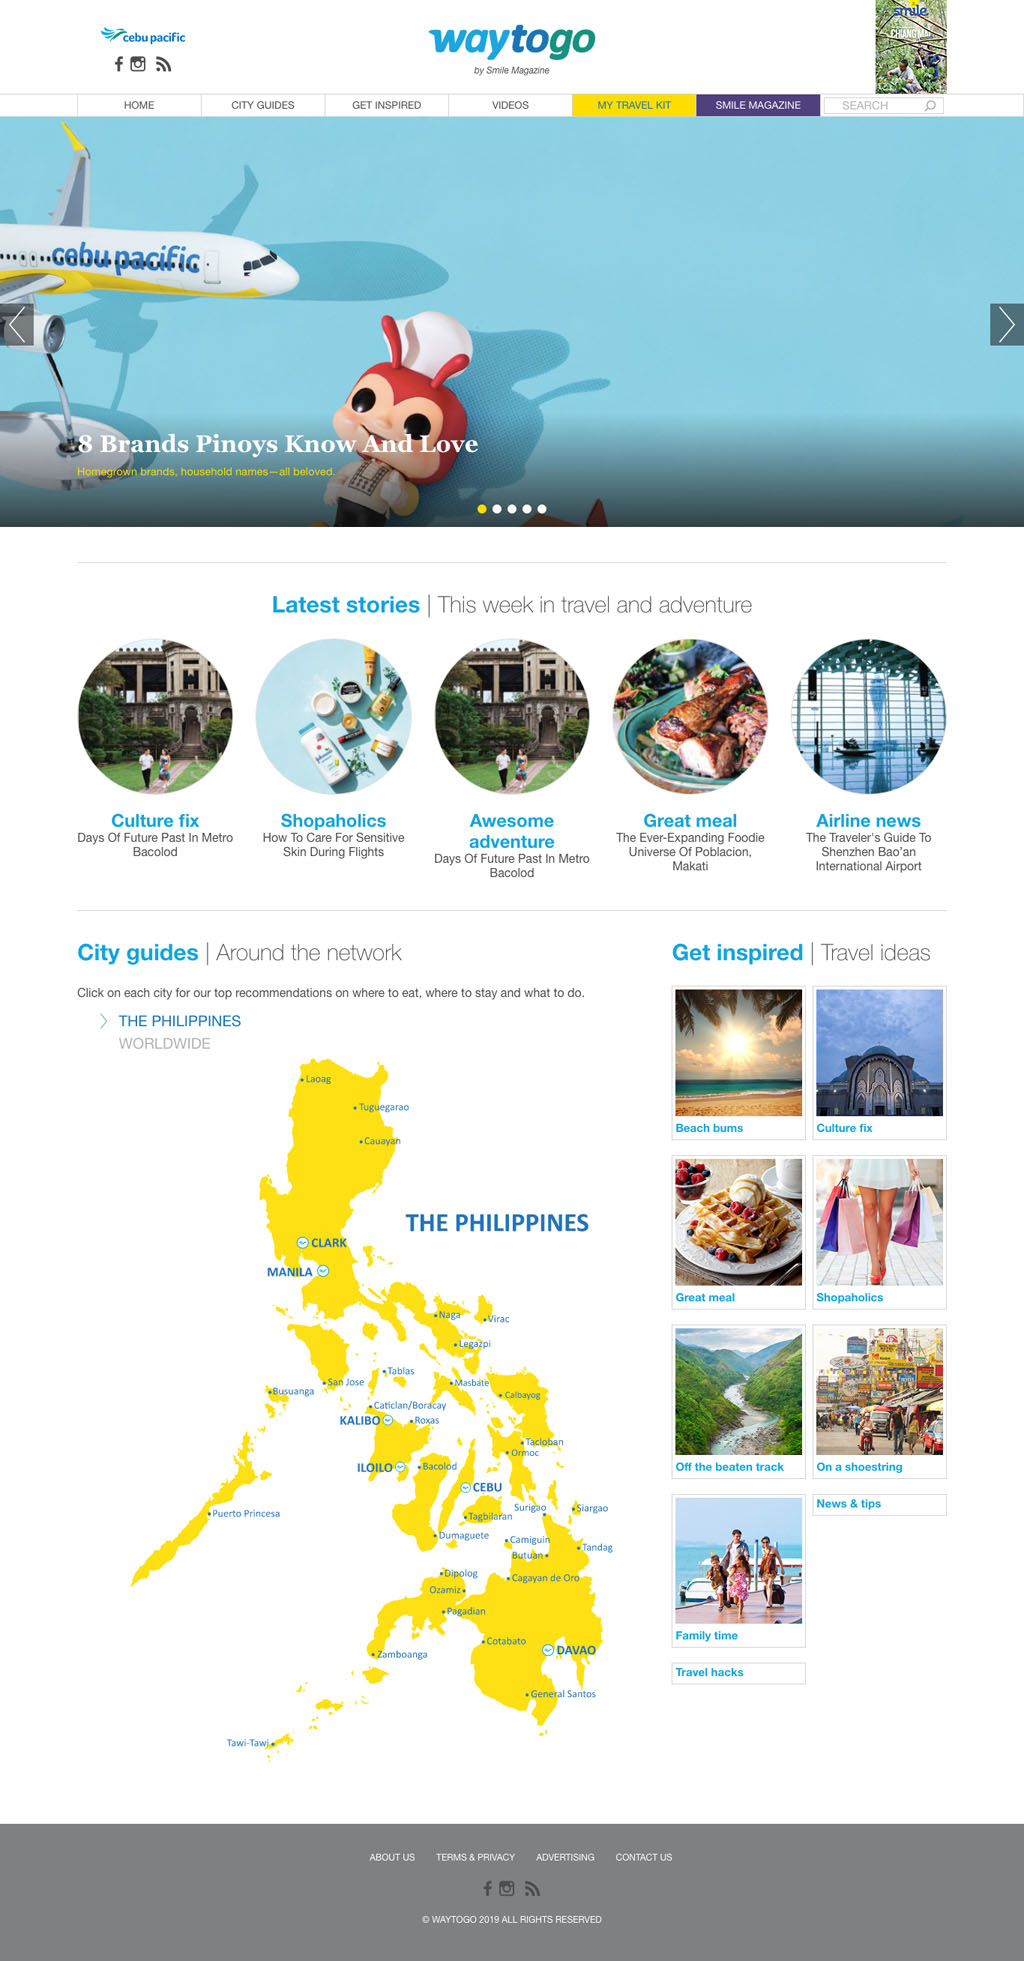 cebu pacific
waytogo
by Smile Magazine
smile
CHIANG MAI
HOME
CITY GUIDES
GET INSPIRED
VIDEOS
MY TRAVEL KIT
SMILE MAGAZINE
SEARCH
cebu pacific
8 Brands Pinoys Know And Love
Homegrown brands, household names—all beloved.
Latest stories | This week in travel and adventure
Culture fix
Days Of Future Past In Metro
Bacolod
Shopaholics
How To Care For Sensitive
Skin During Flights
Awesome
adventure
Days Of Future Past In Metro
Bacolod
Great meal
The Ever-Expanding Foodie
Universe Of Poblacion,
Makati
Airline news
The Traveler's Guide To
Shenzhen Bao'an
International Airport
City guides | Around the network
Click on each city for our top recommendations on where to eat, where to stay and what to do.
THE PHILIPPINES
WORLDWIDE
Laoag
Tuguegarao
Cauayan
THE PHILIPPINES
CLARK
MANILA
Naga
Virac
Legazpi
Tablas
San Jose
Masbate
Busuanga
Calbayog
Caticlan/Boracay
KALIBO
Roxas
Tacloban
Ormoc
ILOILO
Bacolod
CEBU
Surigao
Siargao
Puerto Princesa
Tagbilaran
Dumaguete
Camiguin
Tandag
Butuan
Dipolog
Cagayan de Oro
Ozamiz
Pagadian
Cotabato
DAVAO
Zamboanga
General Santos
Tawi-Tawi
Get inspired | Travel ideas
Beach bums
Culture fix
Great meal
Shopaholics
Off the beaten track
On a shoestring
News & tips
Family time
Travel hacks
ABOUT US
TERMS & PRIVACY
ADVERTISING
CONTACT US
© WAYTOGO 2019 ALL RIGHTS RESERVED